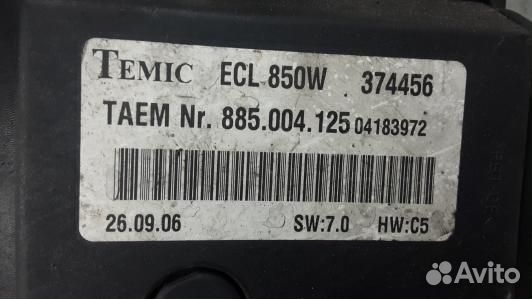 TEMIC ECL 850W 374456
TAEM Nr. 885.004.125 04183972
26.09.06 SW:7.0 HW:C5
Avito